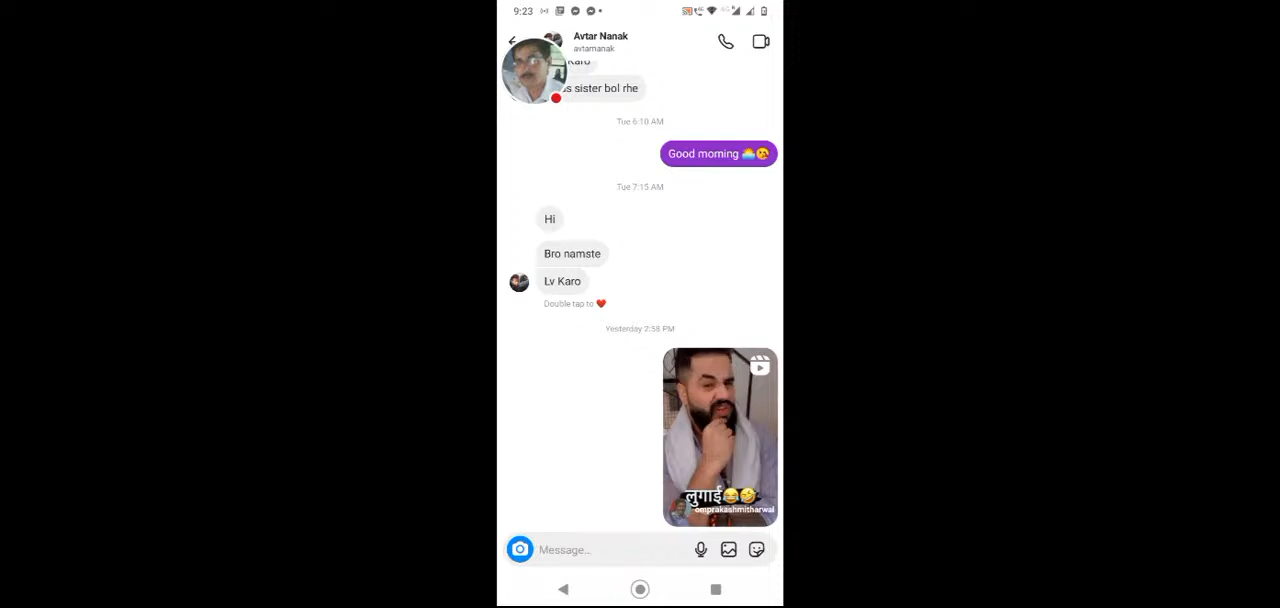 9:23
Avtar Nanak
avtarnanak
Karo
sister bol rhe
Tue 6:10 AM
Good morning 🌅😘
Tue 7:15 AM
Hi
Bro namste
Lv Karo
Double tap to ❤️
Yesterday 2:58 PM
लुगाई😂🤣
omprakashmitharwal
Message...